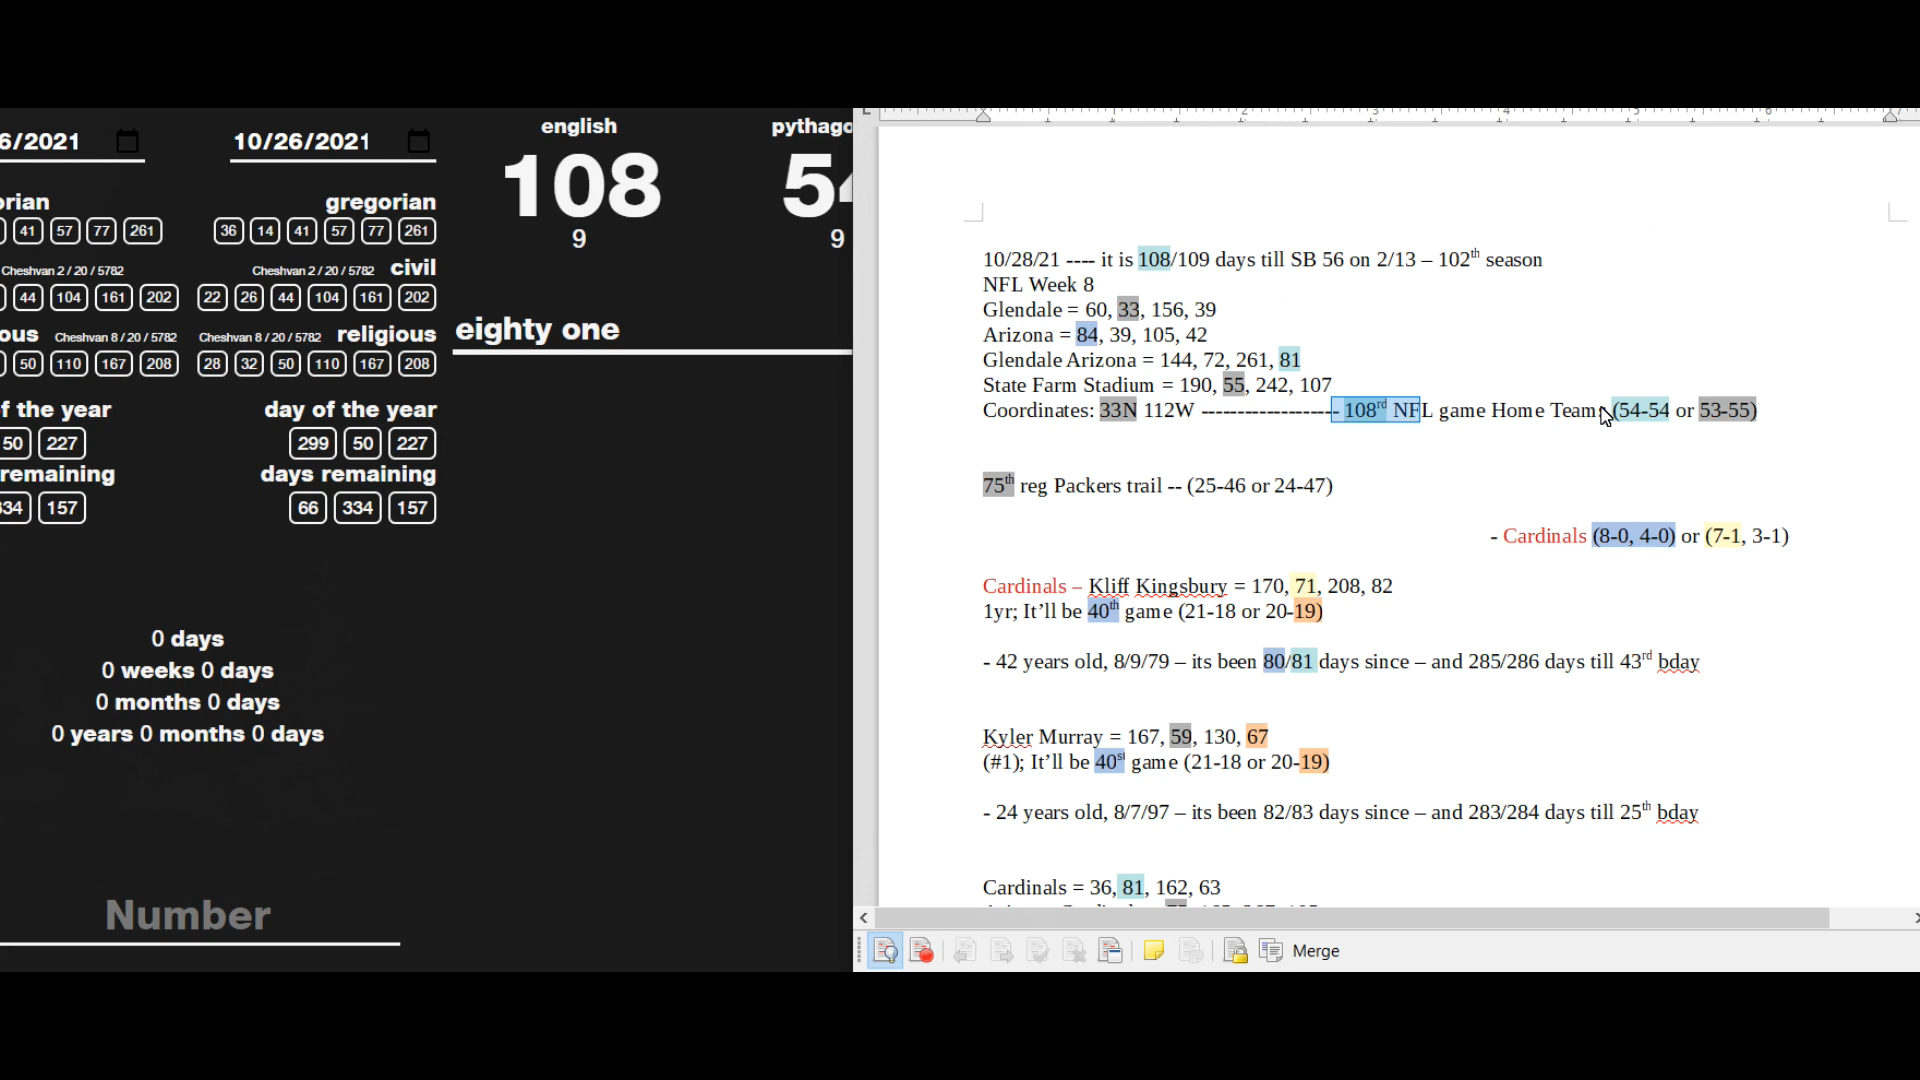 6/2021
10/26/2021
orian
gregorian
41 57 77 261
36 14 41 57 77 261
Cheshvan 2 / 20 / 5782
Cheshvan 2 / 20 / 5782 civil
44 104 161 202
22 26 44 104 161 202
ous Cheshvan 8 / 20 / 5782
Cheshvan 8 / 20 / 5782 religious
50 110 167 208
28 32 50 110 167 208
f the year
day of the year
50 227
299 50 227
remaining
days remaining
34 157
66 334 157
0 days
0 weeks 0 days
0 months 0 days
0 years 0 months 0 days
Number
english
108
9
pythago
54
9
eighty one
10/28/21 ---- it is 108/109 days till SB 56 on 2/13 – 102th season
NFL Week 8
Glendale = 60, 33, 156, 39
Arizona = 84, 39, 105, 42
Glendale Arizona = 144, 72, 261, 81
State Farm Stadium = 190, 55, 242, 107
Coordinates: 33N 112W ------------------- 108rd NFL game Home Team: (54-54 or 53-55)
75th reg Packers trail -- (25-46 or 24-47)
- Cardinals (8-0, 4-0) or (7-1, 3-1)
Cardinals – Kliff Kingsbury = 170, 71, 208, 82
1yr; It’ll be 40th game (21-18 or 20-19)
- 42 years old, 8/9/79 – its been 80/81 days since – and 285/286 days till 43rd bday
Kyler Murray = 167, 59, 130, 67
(#1); It’ll be 40st game (21-18 or 20-19)
- 24 years old, 8/7/97 – its been 82/83 days since – and 283/284 days till 25th bday
Cardinals = 36, 81, 162, 63
Merge